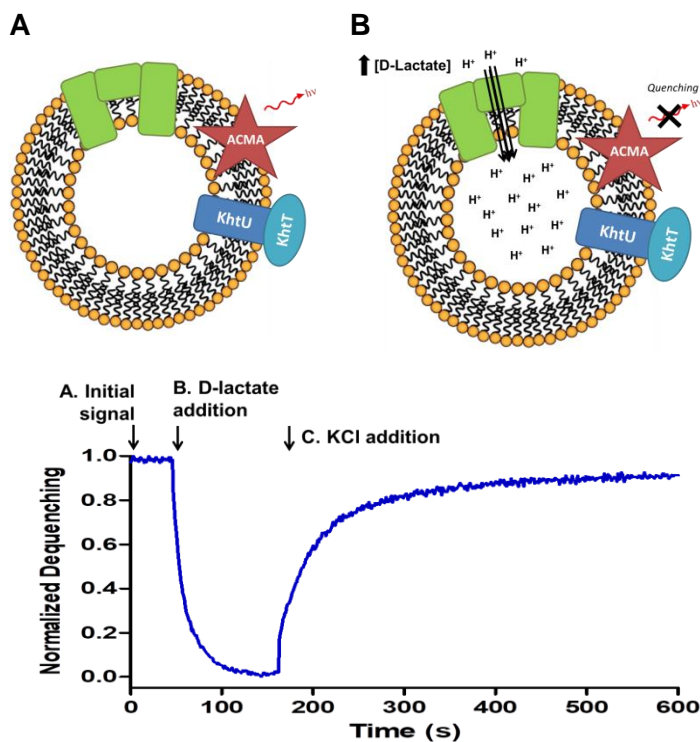 A
B
hν
ACMA
KhtU
KhtT
[D-Lactate]
H⁺ H⁺ H⁺
Quenching
hν
ACMA
H⁺
H⁺ H⁺
H⁺ H⁺ H⁺
H⁺ H⁺
H⁺ H⁺ H⁺
H⁺ H⁺
H⁺
KhtU
KhtT
A. Initial
signal
B. D-lactate
addition
C. KCl addition
Normalized Dequenching
1.0
0.8
0.6
0.4
0.2
0.0
0 100 200 300 400 500 600
Time (s)